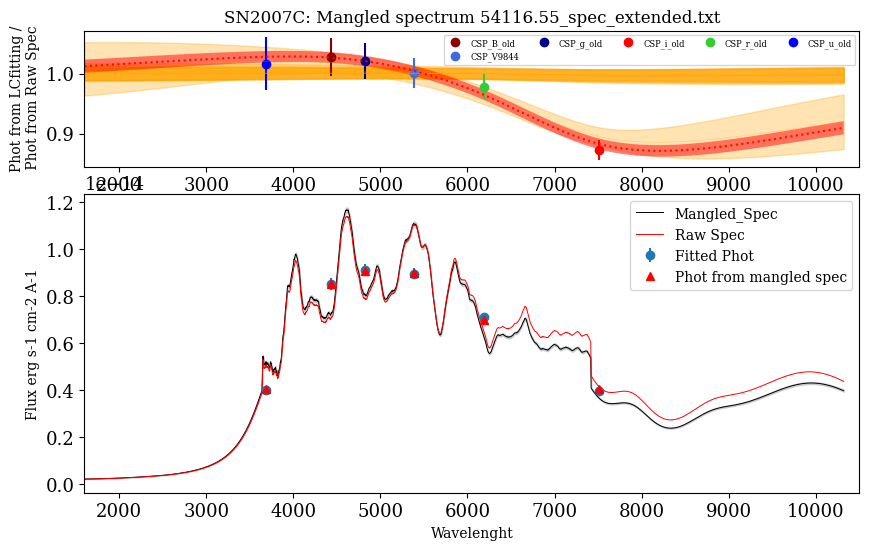 SN2007C: Mangled spectrum 54116.55_spec_extended.txt
Phot from LCfitting /
Phot from Raw Spec
1.0
0.9
CSP_B_old CSP_g_old CSP_i_old CSP_r_old CSP_u_old
CSP_V9844
2000 3000 4000 5000 6000 7000 8000 9000 10000
1e−14
Flux erg s-1 cm-2 A-1
1.2
1.0
0.8
0.6
0.4
0.2
0.0
Mangled_Spec
Raw Spec
Fitted Phot
Phot from mangled spec
2000 3000 4000 5000 6000 7000 8000 9000 10000
Wavelenght